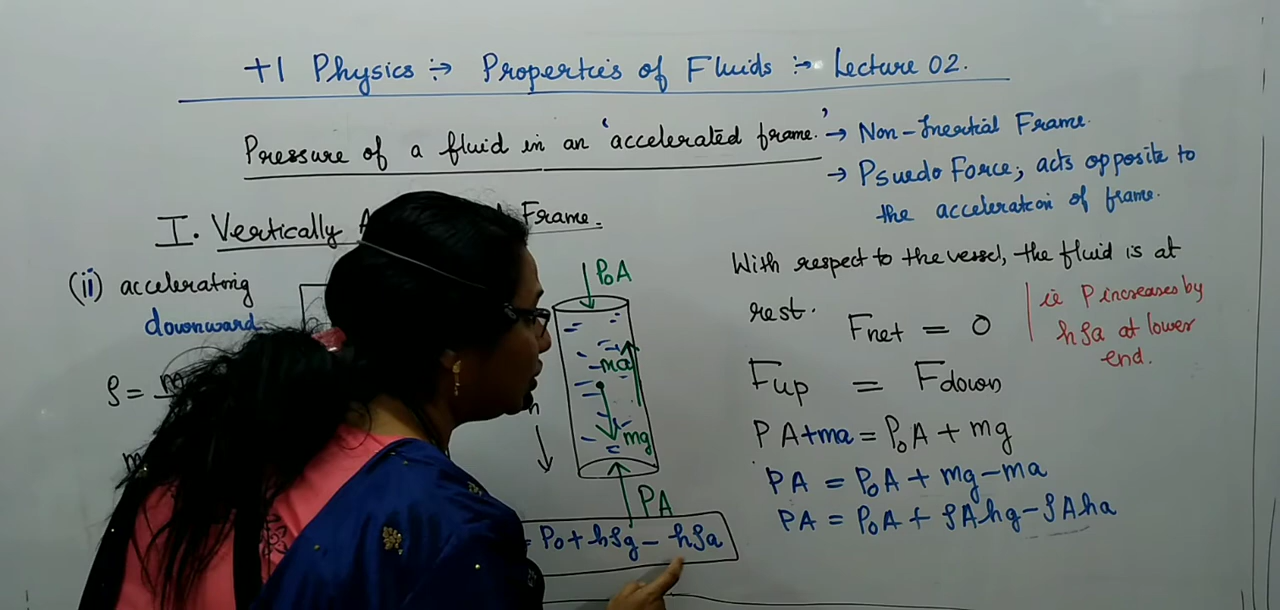 +1 Physics :→ Properties of Fluids :→ Lecture 02.
Pressure of a fluid in an 'accelerated frame.'
→ Non-Inertial Frame.
→ Psuedo Force; acts opposite to
the acceleration of frame.
I. Vertically Frame.
(ii) accelerating
downward
ρ = m
m
P₀A
ma
mg
h
PA
= P₀ + hρg - hρa
With respect to the vessel, the fluid is at
rest.
Fnet = 0
Fup = Fdown
PA + ma = P₀A + mg
PA = P₀A + mg - ma
PA = P₀A + ρAhg - ρAha
ie P increases by
hρa at lower
end.